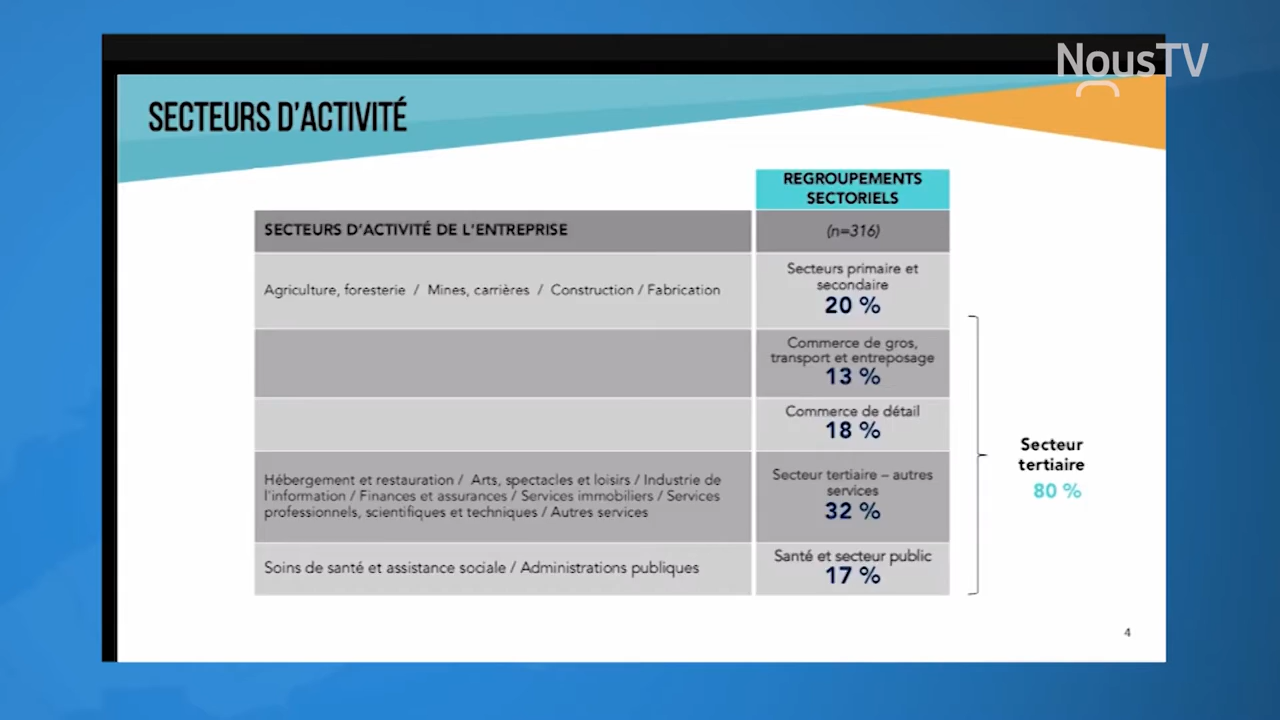 NousTV
SECTEURS D'ACTIVITÉ
REGROUPEMENTS
SECTORIELS
SECTEURS D'ACTIVITÉ DE L'ENTREPRISE
(n=316)
Agriculture, foresterie / Mines, carrières / Construction / Fabrication
Secteurs primaire et
secondaire
20 %
Commerce de gros,
transport et entreposage
13 %
Commerce de détail
18 %
Hébergement et restauration / Arts, spectacles et loisirs / Industrie de
l'information / Finances et assurances / Services immobiliers / Services
professionnels, scientifiques et techniques / Autres services
Secteur tertiaire – autres
services
32 %
Soins de santé et assistance sociale / Administrations publiques
Santé et secteur public
17 %
Secteur
tertiaire
80 %
4